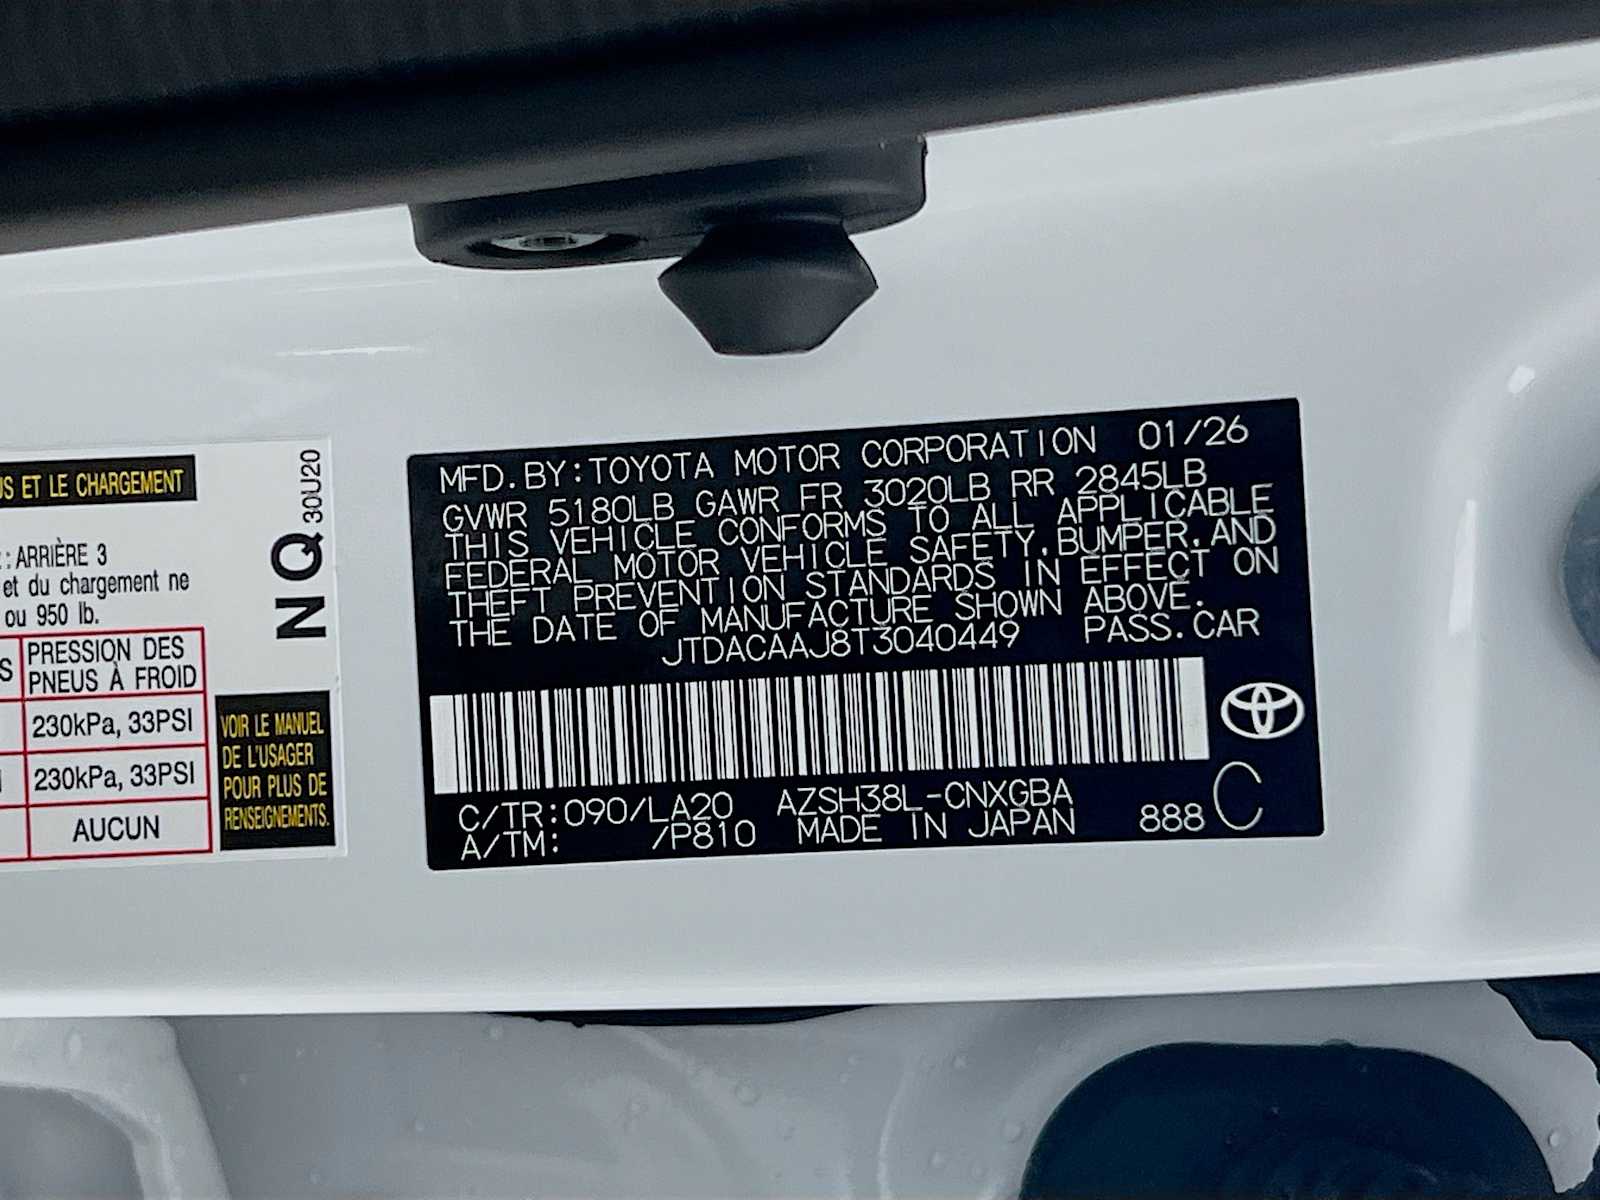 US ET LE CHARGEMENT
: ARRIÈRE 3
et du chargement ne
ou 950 lb.
S
PRESSION DES
PNEUS À FROID
230kPa, 33PSI
230kPa, 33PSI
AUCUN
NQ 30U20
VOIR LE MANUEL
DE L'USAGER
POUR PLUS DE
RENSEIGNEMENTS.
MFD.BY:TOYOTA MOTOR CORPORATION 01/26
GVWR 5180LB GAWR FR 3020LB RR 2845LB
THIS VEHICLE CONFORMS TO ALL APPLICABLE
FEDERAL MOTOR VEHICLE SAFETY,BUMPER,AND
THEFT PREVENTION STANDARDS IN EFFECT ON
THE DATE OF MANUFACTURE SHOWN ABOVE.
JTDACAAJ8T3040449 PASS.CAR
C/TR:090/LA20 AZSH38L-CNXGBA
A/TM: /P810 MADE IN JAPAN 888 C